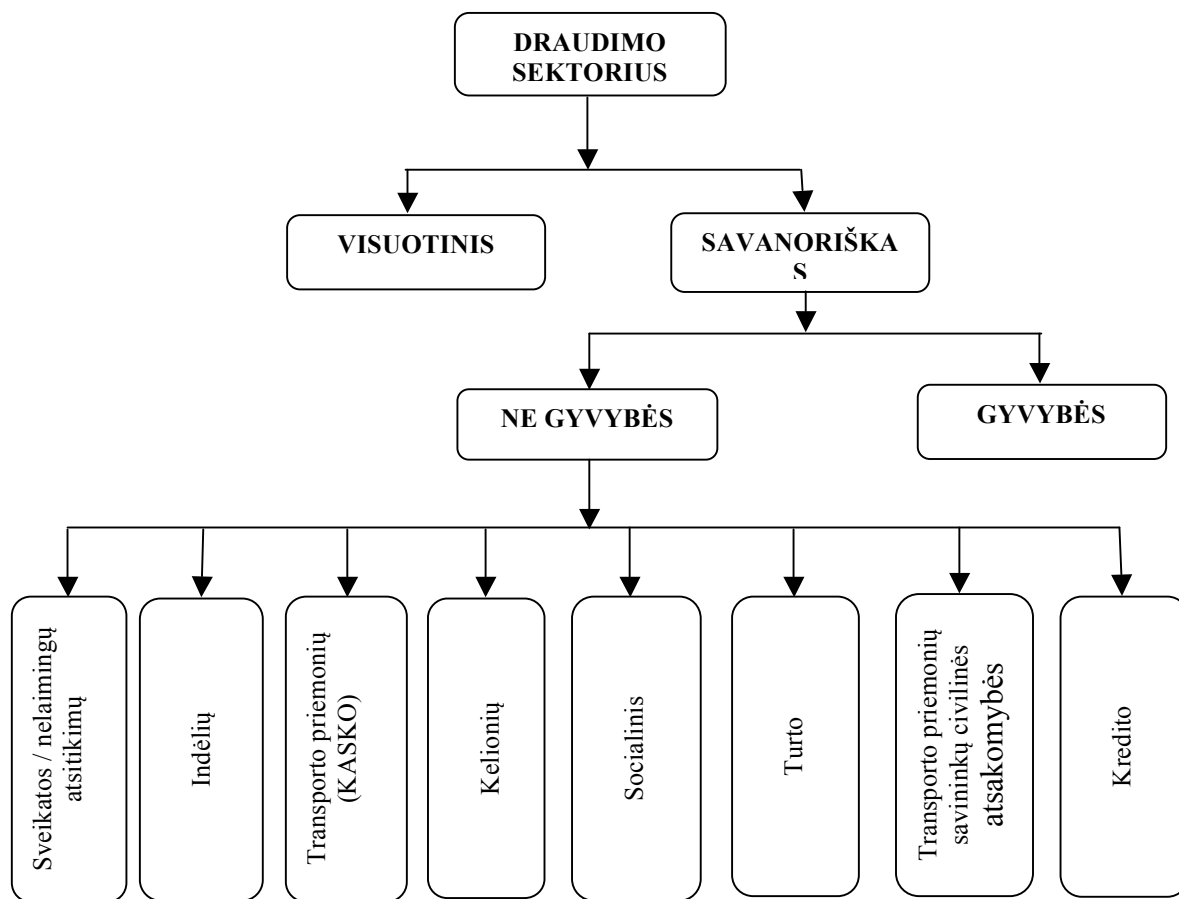 DRAUDIMO
SEKTORIUS
VISUOTINIS
SAVANORIŠKA
S
NE GYVYBĖS
GYVYBĖS
Sveikatos / nelaimingų
atsitikimų
Indėlių
Transporto priemonių
(KASKO)
Kelionių
Socialinis
Turto
Transporto priemonių
savininkų civilinės
atsakomybės
Kredito